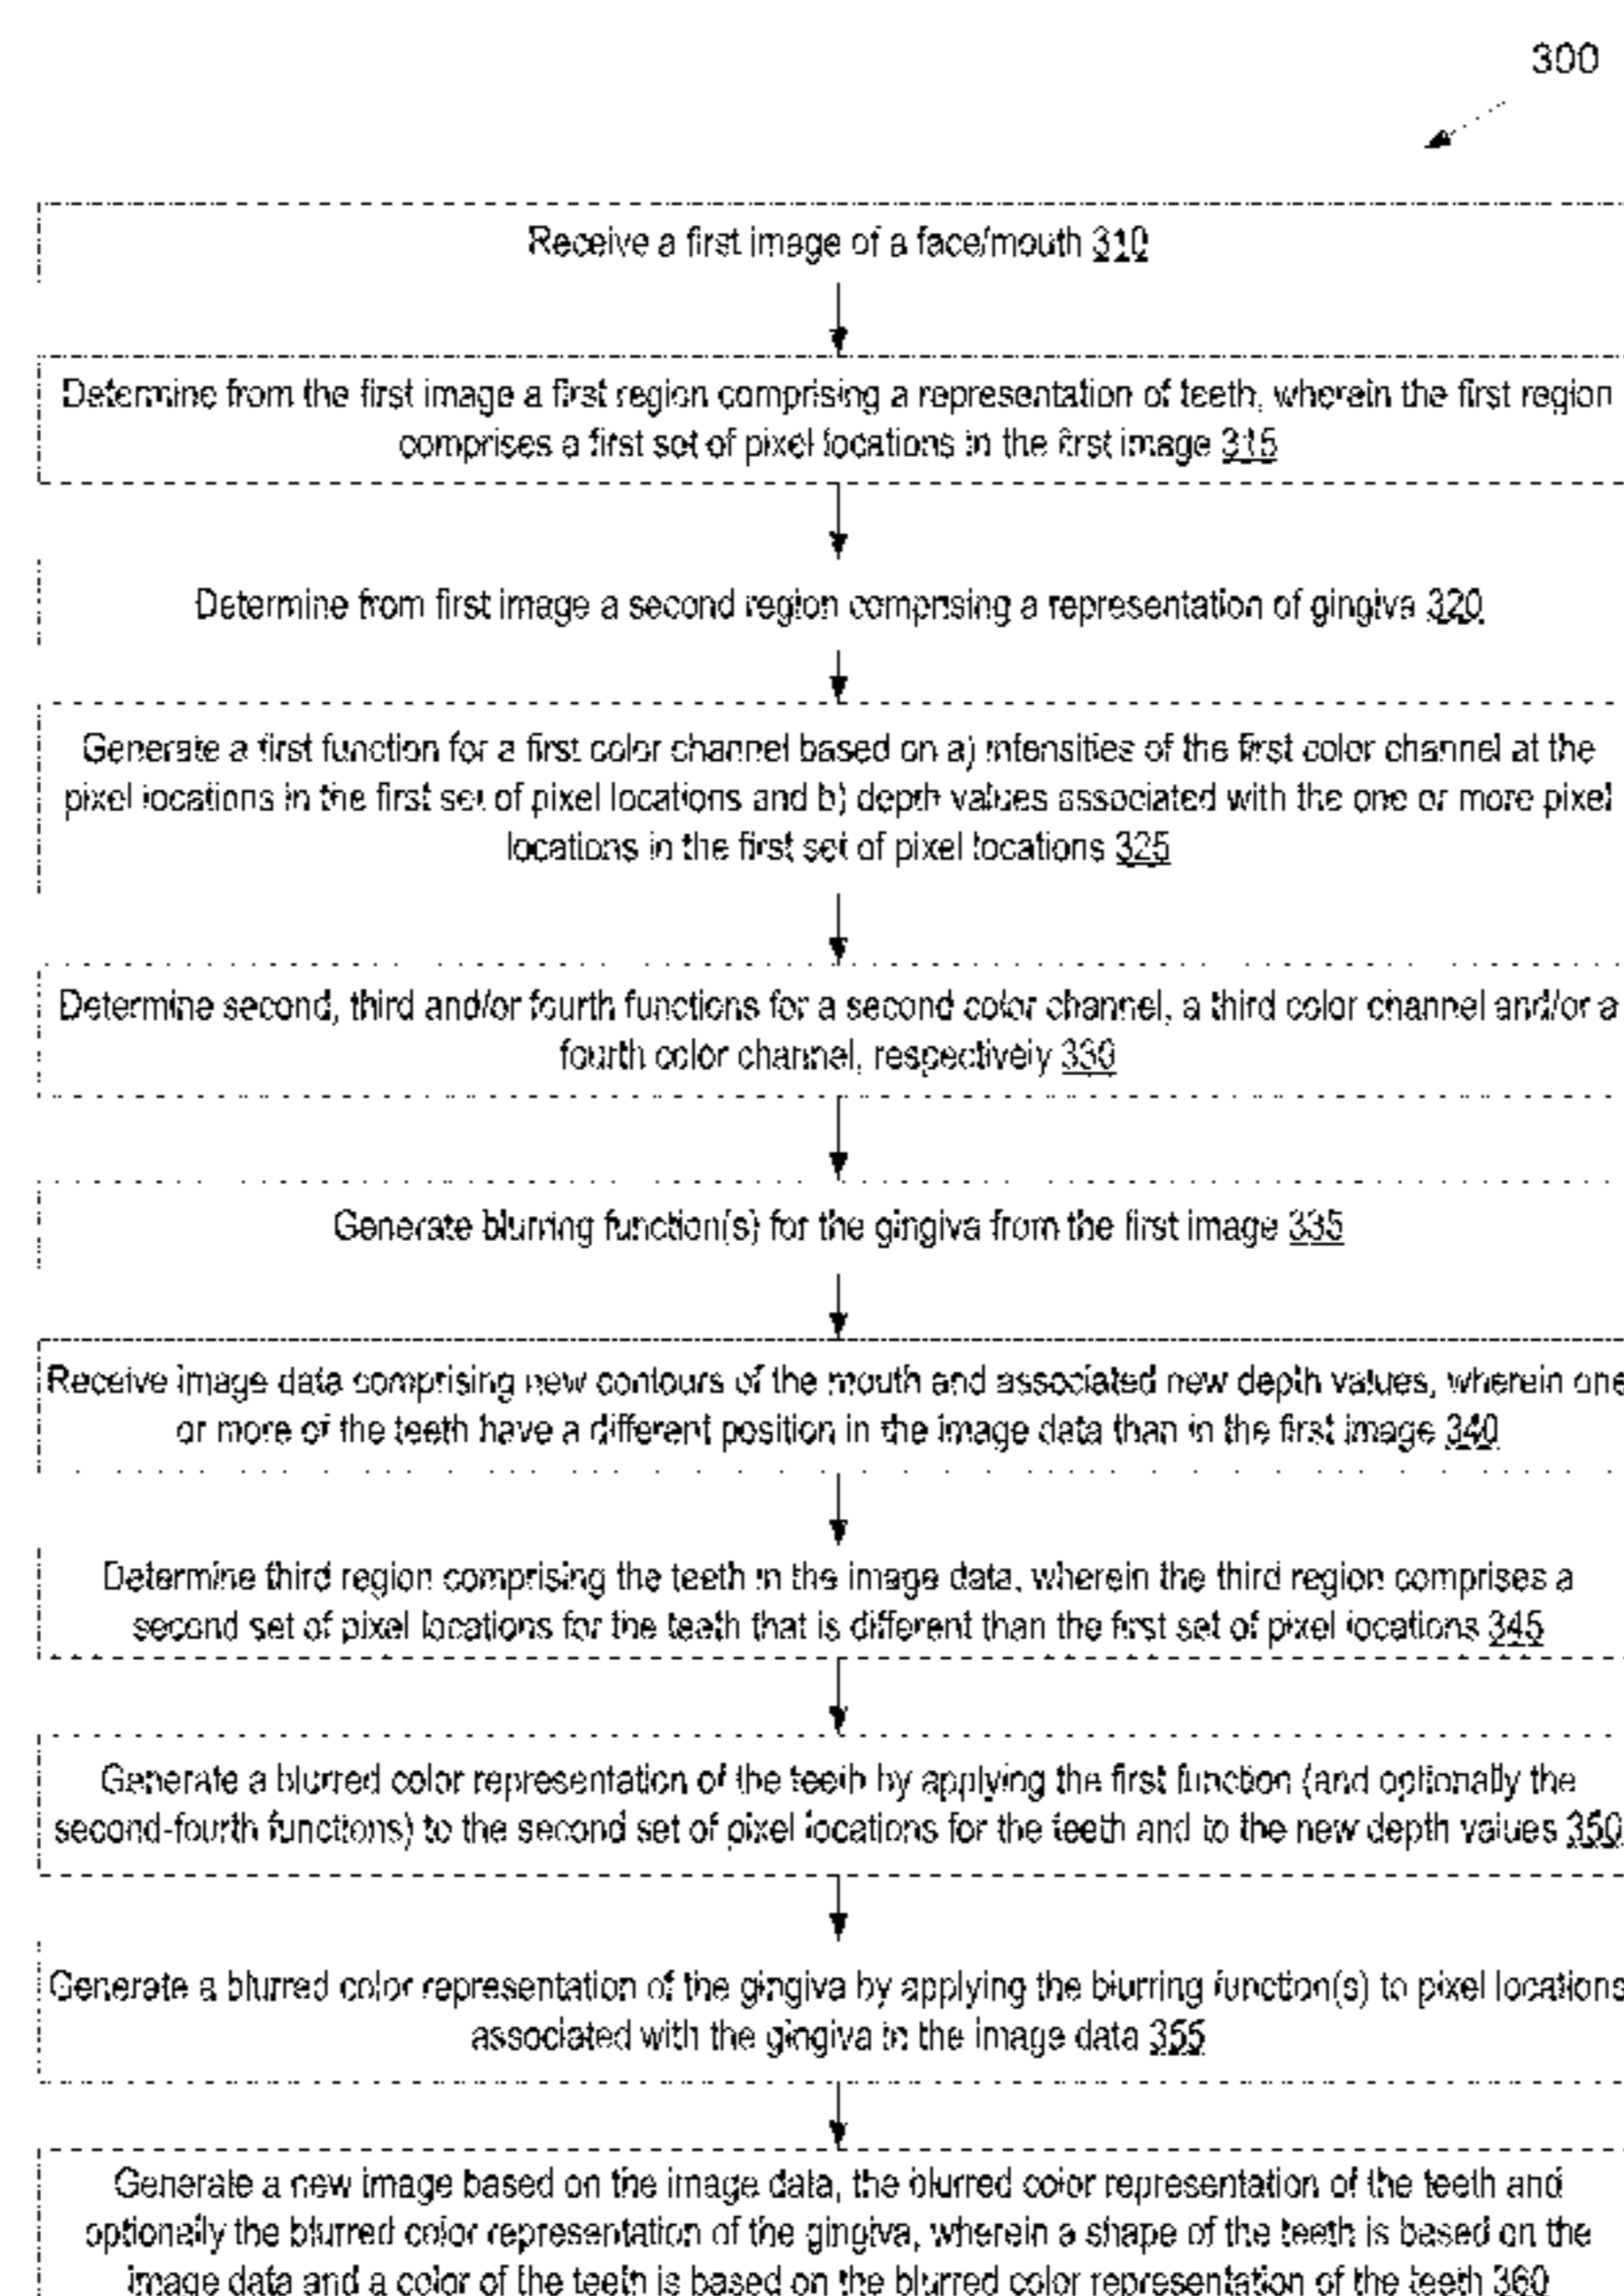 300
Receive a first image of a face/mouth 310
Determine from the first image a first region comprising a representation of teeth, wherein the first region
comprises a first set of pixel locations in the first image 315
Determine from first image a second region comprising a representation of gingiva 320
Generate a first function for a first color channel based on a) intensities of the first color channel at the
pixel locations in the first set of pixel locations and b) depth values associated with the one or more pixel
locations in the first set of pixel locations 325
Determine second, third and/or fourth functions for a second color channel, a third color channel and/or a
fourth color channel, respectively 330
Generate blurring function(s) for the gingiva from the first image 335
Receive image data comprising new contours of the mouth and associated new depth values, wherein one
or more of the teeth have a different position in the image data than in the first image 340
Determine third region comprising the teeth in the image data, wherein the third region comprises a
second set of pixel locations for the teeth that is different than the first set of pixel locations 345
Generate a blurred color representation of the teeth by applying the first function (and optionally the
second-fourth functions) to the second set of pixel locations for the teeth and to the new depth values 350
Generate a blurred color representation of the gingiva by applying the blurring function(s) to pixel locations
associated with the gingiva in the image data 355
Generate a new image based on the image data, the blurred color representation of the teeth and
optionally the blurred color representation of the gingiva, wherein a shape of the teeth is based on the
image data and a color of the teeth is based on the blurred color representation of the teeth 360